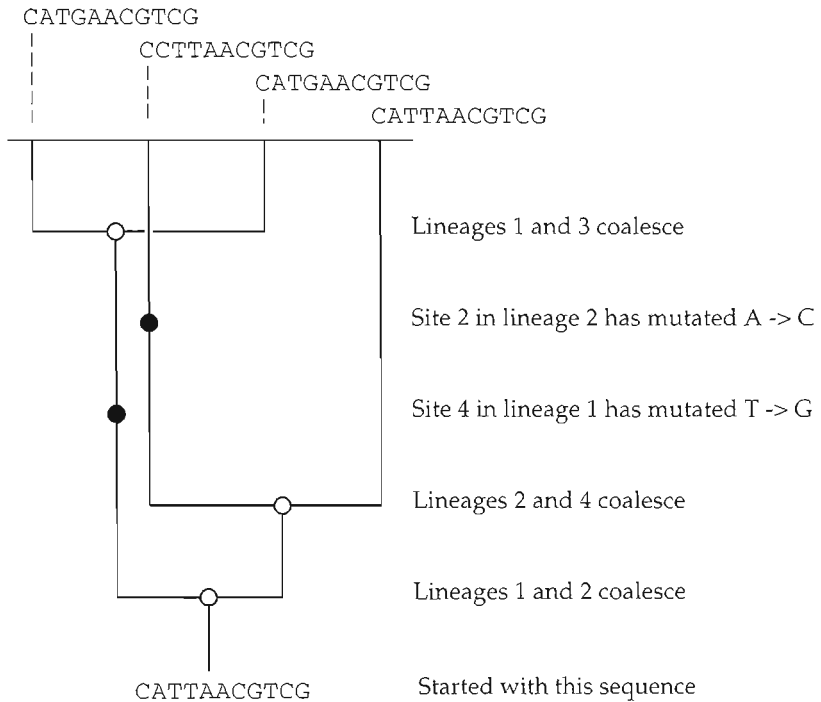 CATGAACGTCG
CCTTAACGTCG
CATGAACGTCG
CATTAACGTCG
Lineages 1 and 3 coalesce
Site 2 in lineage 2 has mutated A -> C
Site 4 in lineage 1 has mutated T -> G
Lineages 2 and 4 coalesce
Lineages 1 and 2 coalesce
CATTAACGTCG
Started with this sequence